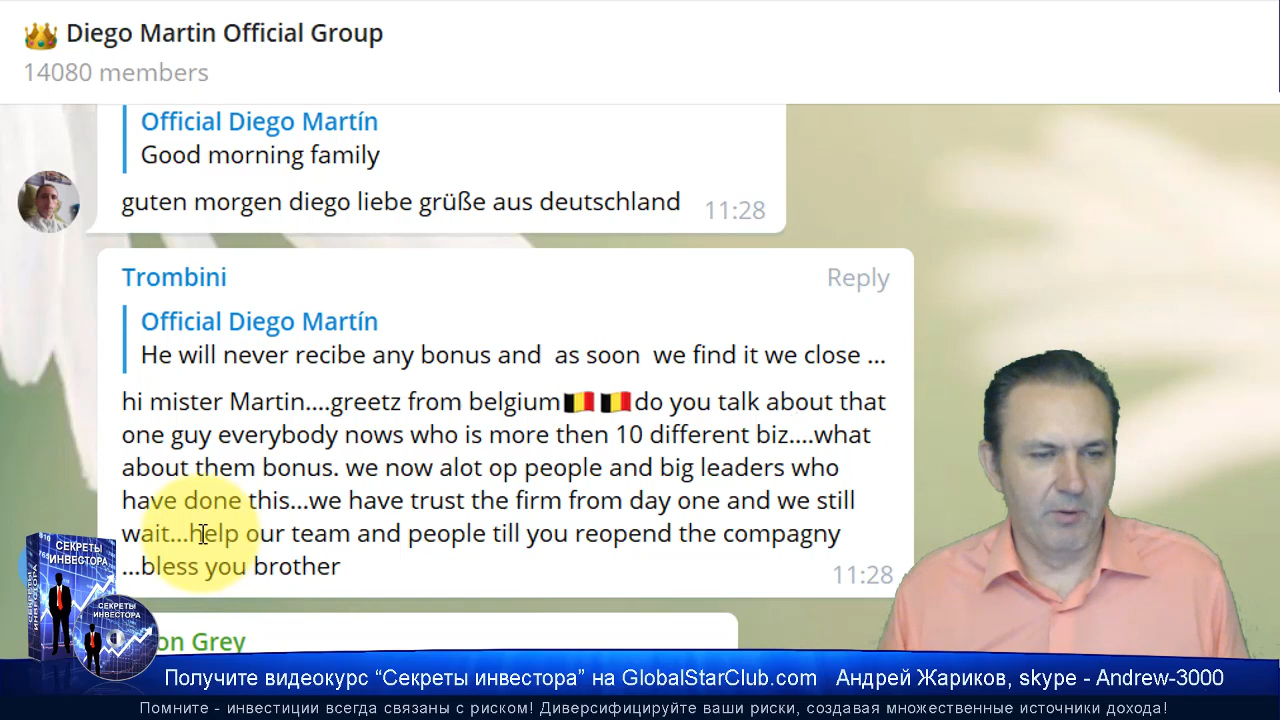 Diego Martin Official Group
14080 members
Official Diego Martín
Good morning family
guten morgen diego liebe grüße aus deutschland 11:28
Trombini Reply
Official Diego Martín
He will never recibe any bonus and as soon we find it we close ...
hi mister Martin....greetz from belgium🇧🇪🇧🇪do you talk about that
one guy everybody nows who is more then 10 different biz....what
about them bonus. we now alot op people and big leaders who
have done this...we have trust the firm from day one and we still
wait...help our team and people till you reopend the compagny
...bless you brother 11:28
on Grey
СЕКРЕТЫ
ИНВЕСТОРА
СЕКРЕТЫ
ИНВЕСТОРА
Получите видеокурс “Секреты инвестора” на GlobalStarClub.com Андрей Жариков, skype - Andrew-3000
Помните - инвестиции всегда связаны с риском! Диверсифицируйте ваши риски, создавая множественные источники дохода!